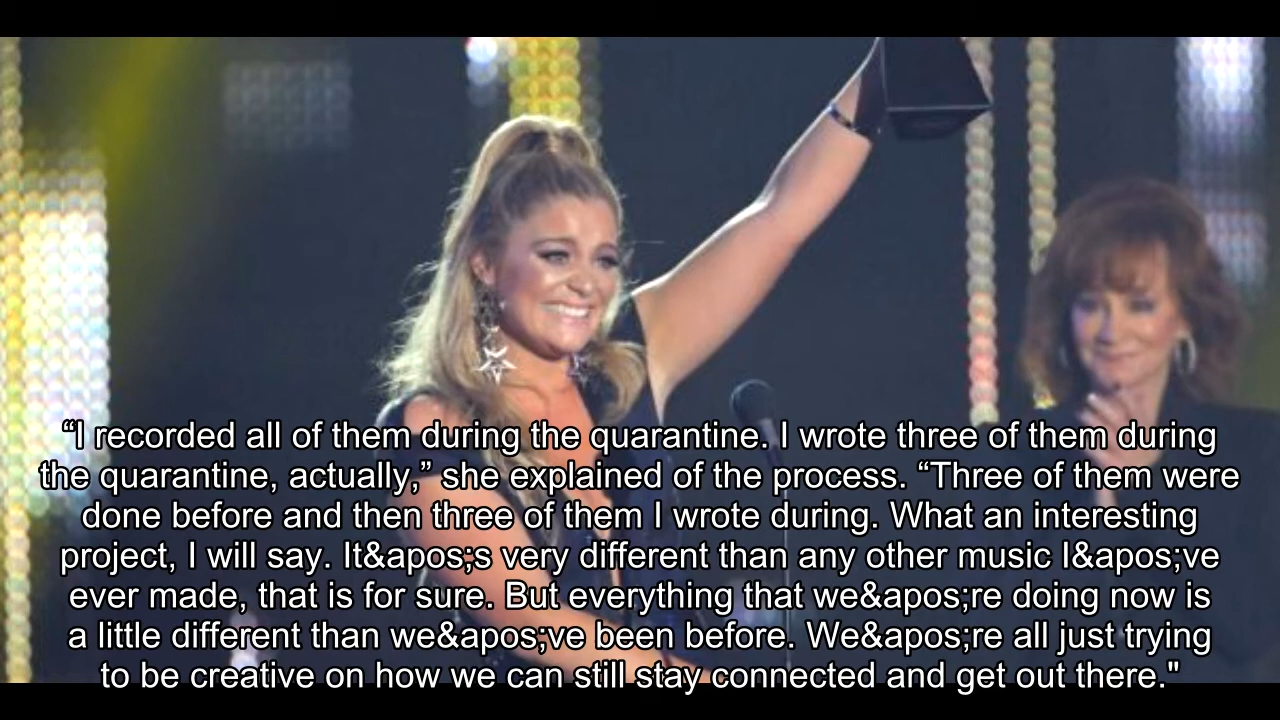 “I recorded all of them during the quarantine. I wrote three of them during
the quarantine, actually,” she explained of the process. “Three of them were
done before and then three of them I wrote during. What an interesting
project, I will say. It&apos;s very different than any other music I&apos;ve
ever made, that is for sure. But everything that we&apos;re doing now is
a little different than we&apos;ve been before. We&apos;re all just trying
to be creative on how we can still stay connected and get out there."